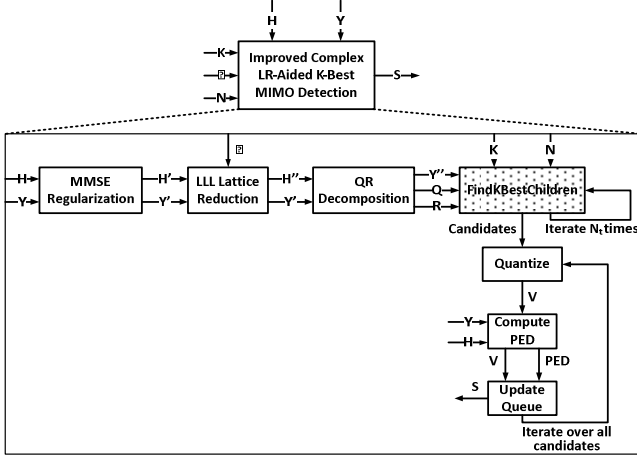 H Y
K
N
Improved Complex
LR-Aided K-Best
MIMO Detection
S
K N
H
Y
MMSE
Regularization
H'
Y'
LLL Lattice
Reduction
H''
Y'
QR
Decomposition
Y''
Q
R
FindKBestChildren
Candidates
Iterate Nt times
Quantize
V
Y
H
Compute
PED
V PED
S
Update
Queue
Iterate over all
candidates